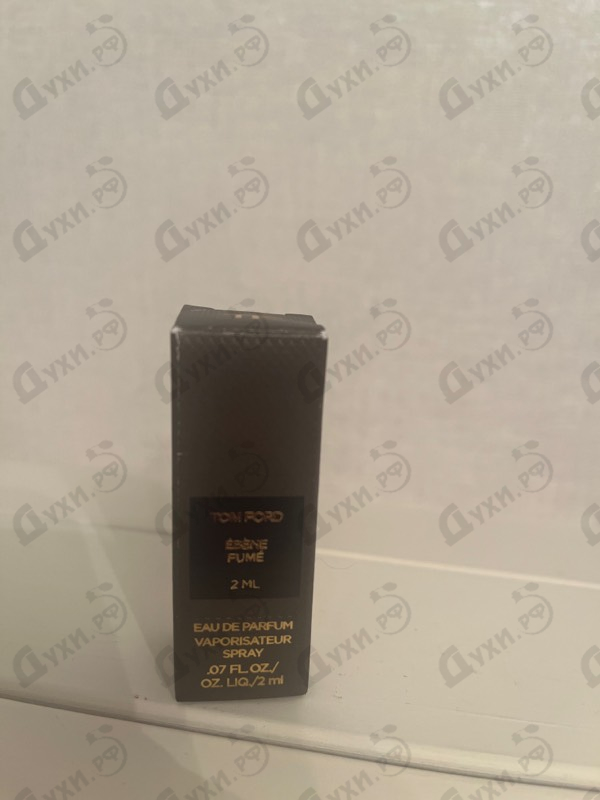 TOM FORD
ÉBÈNE
FUMÉ
2 ML
EAU DE PARFUM
VAPORISATEUR
SPRAY
.07 FL. OZ./
OZ. LIQ./2 ml
Духи.РФ